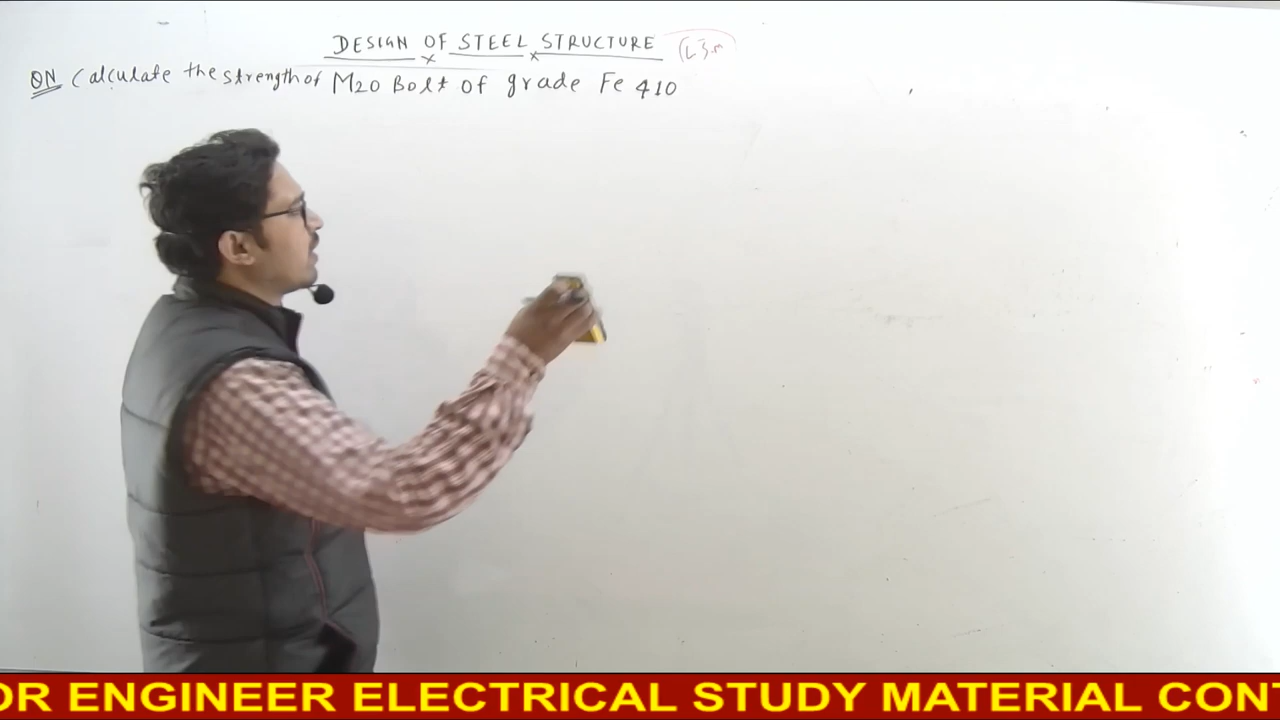 DESIGN OF STEEL STRUCTURE
QN Calculate the strength of M20 Bolt of grade Fe 410
OR ENGINEER ELECTRICAL STUDY MATERIAL CONT